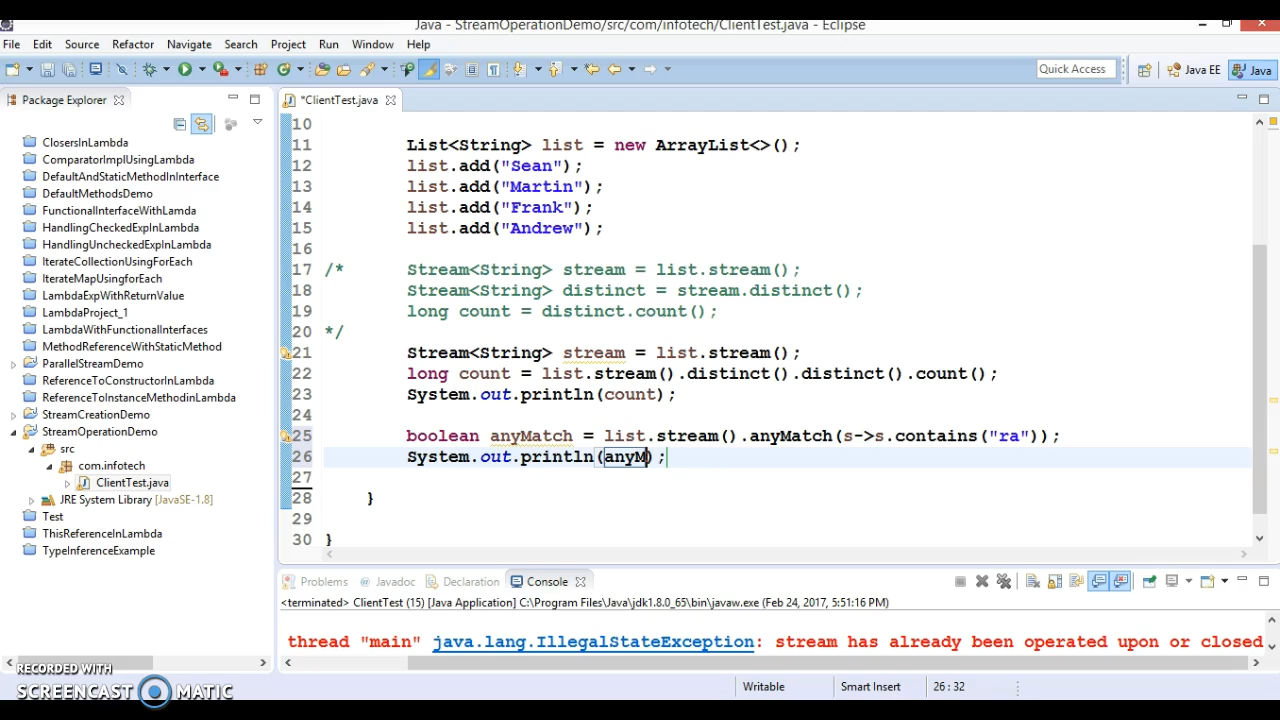 Java - StreamOperationDemo/src/com/infotech/ClientTest.java - Eclipse
File Edit Source Refactor Navigate Search Project Run Window Help
Quick Access Java EE Java
Package Explorer
*ClientTest.java
ClosersInLambda
ComparatorImplUsingLambda
DefaultAndStaticMethodInInterface
DefaultMethodsDemo
FunctionalInterfaceWithLamda
HandlingCheckedExpInLambda
HandlingUncheckedExpInLambda
IterateCollectionUsingforEach
IterateMapUsingforEach
LambdaExpWithReturnValue
LambdaProject_1
LambdaWithFunctionalInterfaces
MethodReferenceWithStaticMethod
ParallelStreamDemo
ReferenceToConstructorInLambda
ReferenceToInstanceMethodinLambda
StreamCreationDemo
StreamOperationDemo
src
com.infotech
ClientTest.java
JRE System Library [JavaSE-1.8]
Test
ThisReferenceInLambda
TypeInferenceExample
10
11 List<String> list = new ArrayList<>();
12 list.add("Sean");
13 list.add("Martin");
14 list.add("Frank");
15 list.add("Andrew");
16
17 /* Stream<String> stream = list.stream();
18 Stream<String> distinct = stream.distinct();
19 long count = distinct.count();
20 */
21 Stream<String> stream = list.stream();
22 long count = list.stream().distinct().distinct().count();
23 System.out.println(count);
24
25 boolean anyMatch = list.stream().anyMatch(s->s.contains("ra"));
26 System.out.println(anyM);
27
28 }
29
30 }
Problems @ Javadoc Declaration Console
<terminated> ClientTest (15) [Java Application] C:\Program Files\Java\jdk1.8.0_65\bin\javaw.exe (Feb 24, 2017, 5:51:16 PM)
thread "main" java.lang.IllegalStateException: stream has already been operated upon or closed
Writable Smart Insert 26 : 32
RECORDED WITH
SCREENCAST MATIC